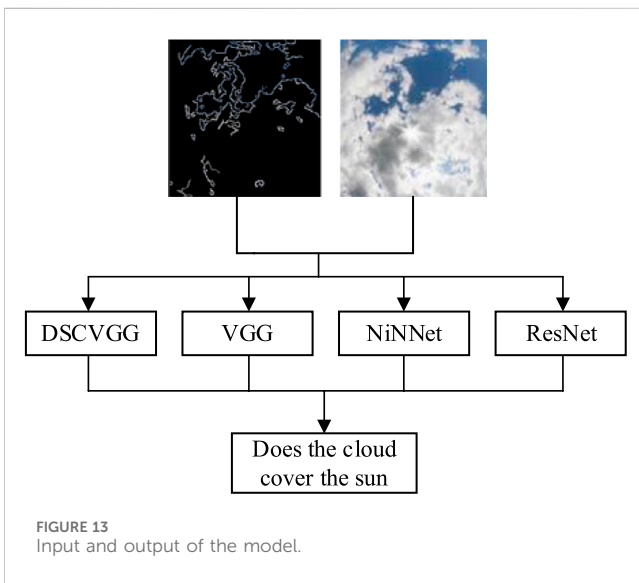 DSCVGG
VGG
NiNNet
ResNet
Does the cloud
cover the sun
FIGURE 13
Input and output of the model.